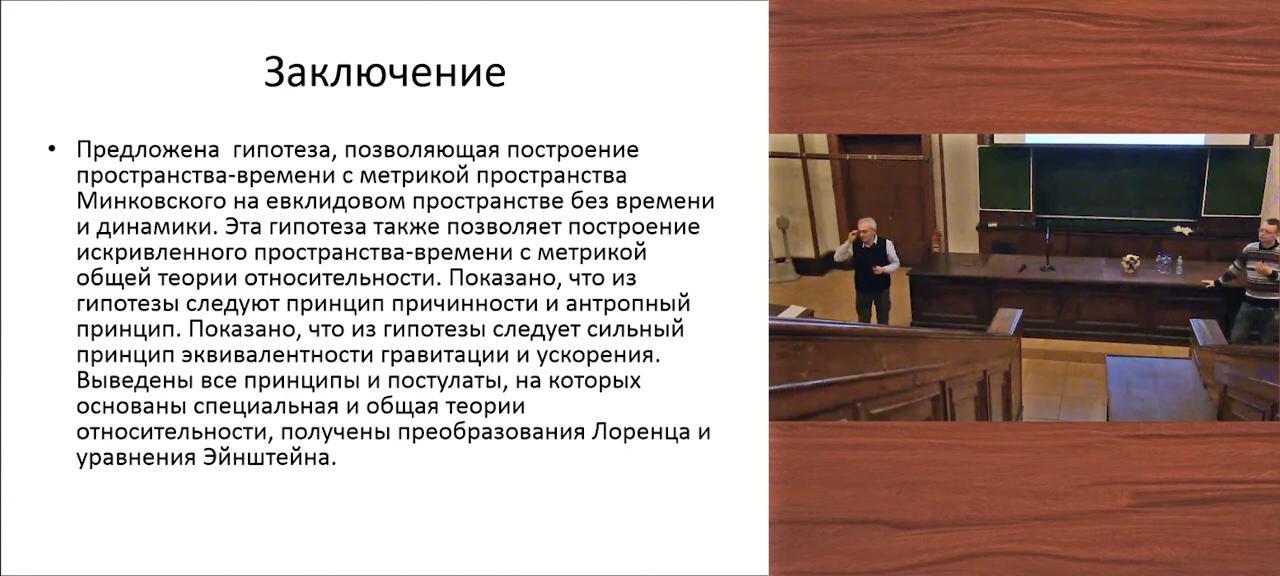 Заключение
• Предложена  гипотеза, позволяющая построение
пространства-времени с метрикой пространства
Минковского на евклидовом пространстве без времени
и динамики. Эта гипотеза также позволяет построение
искривленного пространства-времени с метрикой
общей теории относительности. Показано, что из
гипотезы следуют принцип причинности и антропный
принцип. Показано, что из гипотезы следует сильный
принцип эквивалентности гравитации и ускорения.
Выведены все принципы и постулаты, на которых
основаны специальная и общая теории
относительности, получены преобразования Лоренца и
уравнения Эйнштейна.